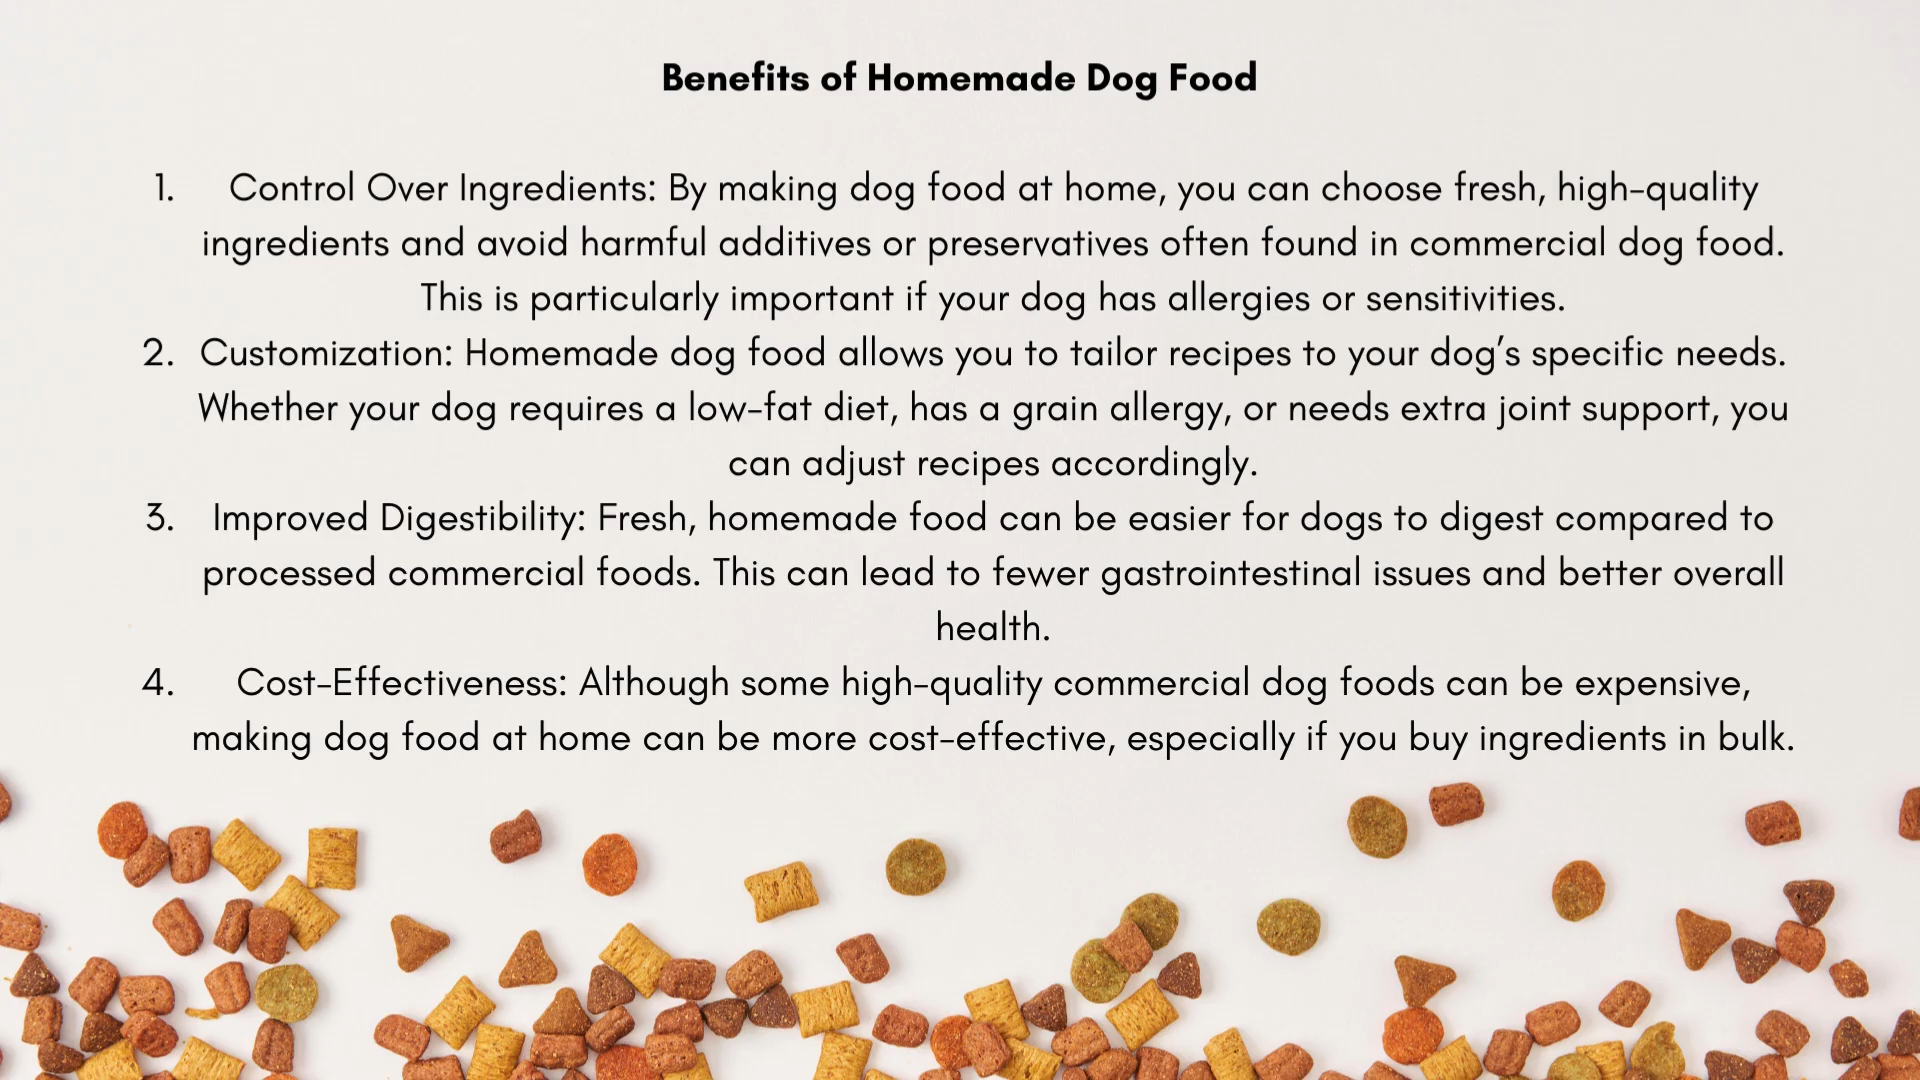 Benefits of Homemade Dog Food
1. Control Over Ingredients: By making dog food at home, you can choose fresh, high-quality
ingredients and avoid harmful additives or preservatives often found in commercial dog food.
This is particularly important if your dog has allergies or sensitivities.
2. Customization: Homemade dog food allows you to tailor recipes to your dog’s specific needs.
Whether your dog requires a low-fat diet, has a grain allergy, or needs extra joint support, you
can adjust recipes accordingly.
3. Improved Digestibility: Fresh, homemade food can be easier for dogs to digest compared to
processed commercial foods. This can lead to fewer gastrointestinal issues and better overall
health.
4. Cost-Effectiveness: Although some high-quality commercial dog foods can be expensive,
making dog food at home can be more cost-effective, especially if you buy ingredients in bulk.